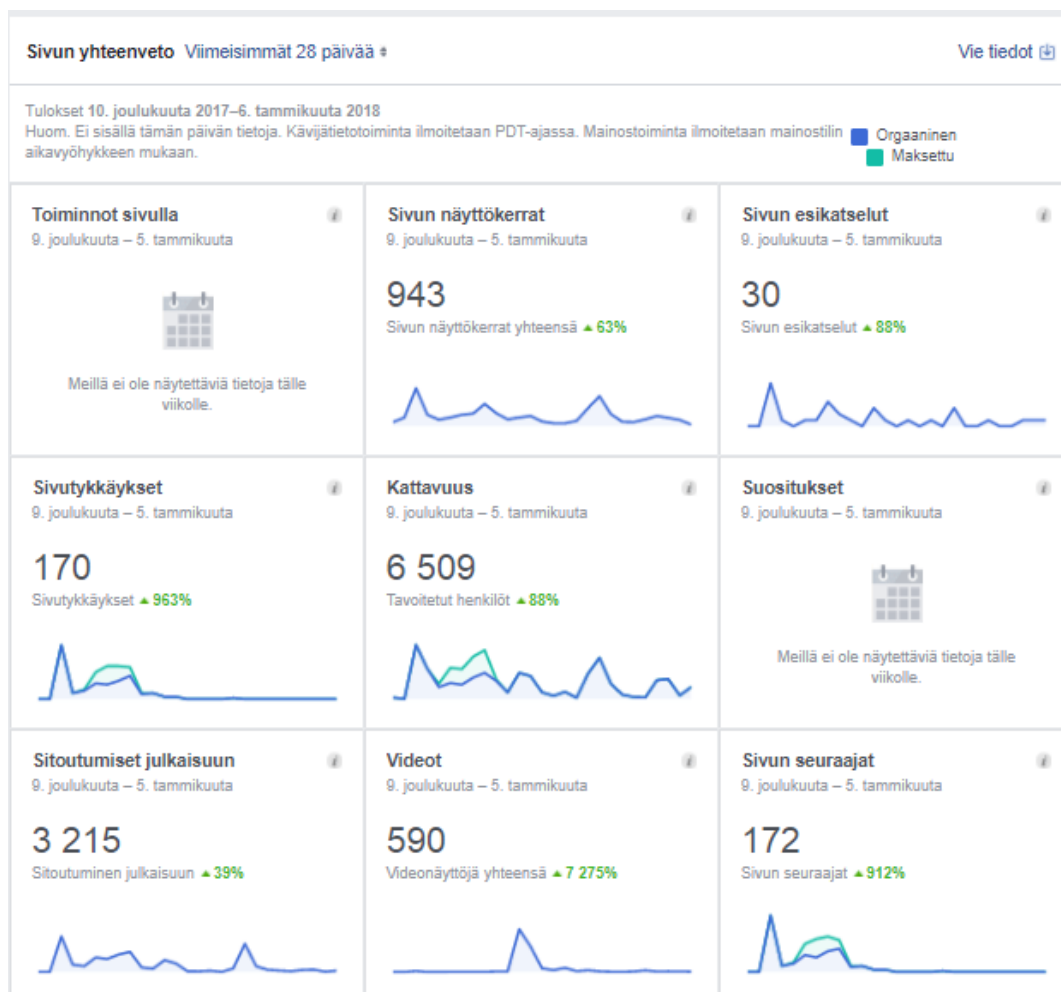 Sivun yhteenveto Viimeisimmät 28 päivää
Vie tiedot
Tulokset 10. joulukuuta 2017–6. tammikuuta 2018
Huom. Ei sisällä tämän päivän tietoja. Kävijätietotoiminta ilmoitetaan PDT-ajassa. Mainostoiminta ilmoitetaan mainostilin
aikavyöhykkeen mukaan.
Orgaaninen
Maksettu
Toiminnot sivulla
9. joulukuuta – 5. tammikuuta
Meillä ei ole näytettäviä tietoja tälle
viikolle.
Sivun näyttökerrat
9. joulukuuta – 5. tammikuuta
943
Sivun näyttökerrat yhteensä ▲ 63%
Sivun esikatselut
9. joulukuuta – 5. tammikuuta
30
Sivun esikatselut ▲ 88%
Sivutykkäykset
9. joulukuuta – 5. tammikuuta
170
Sivutykkäykset ▲ 963%
Kattavuus
9. joulukuuta – 5. tammikuuta
6 509
Tavoitetut henkilöt ▲ 88%
Suositukset
9. joulukuuta – 5. tammikuuta
Meillä ei ole näytettäviä tietoja tälle
viikolle.
Sitoutumiset julkaisuun
9. joulukuuta – 5. tammikuuta
3 215
Sitoutuminen julkaisuun ▲ 39%
Videot
9. joulukuuta – 5. tammikuuta
590
Videonäyttöjä yhteensä ▲ 7 275%
Sivun seuraajat
9. joulukuuta – 5. tammikuuta
172
Sivun seuraajat ▲ 912%